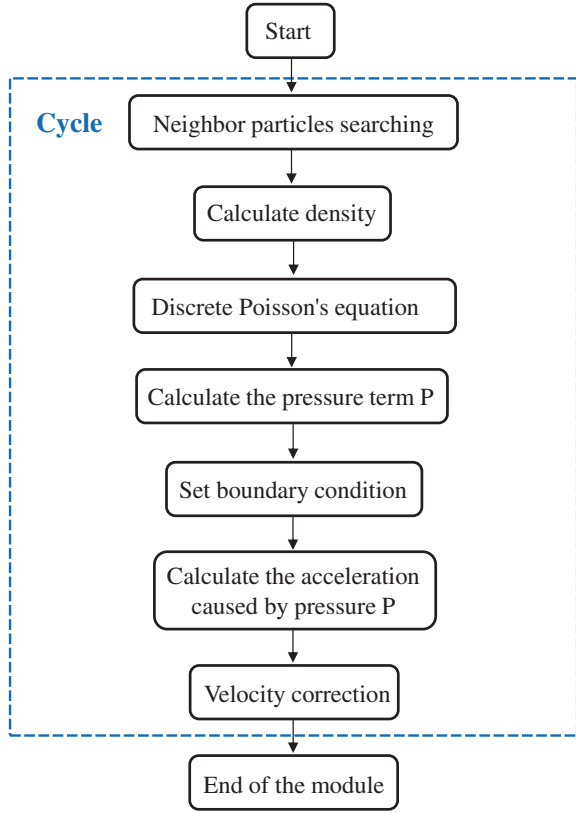 Start
Cycle
Neighbor particles searching
Calculate density
Discrete Poisson's equation
Calculate the pressure term P
Set boundary condition
Calculate the acceleration
caused by pressure P
Velocity correction
End of the module